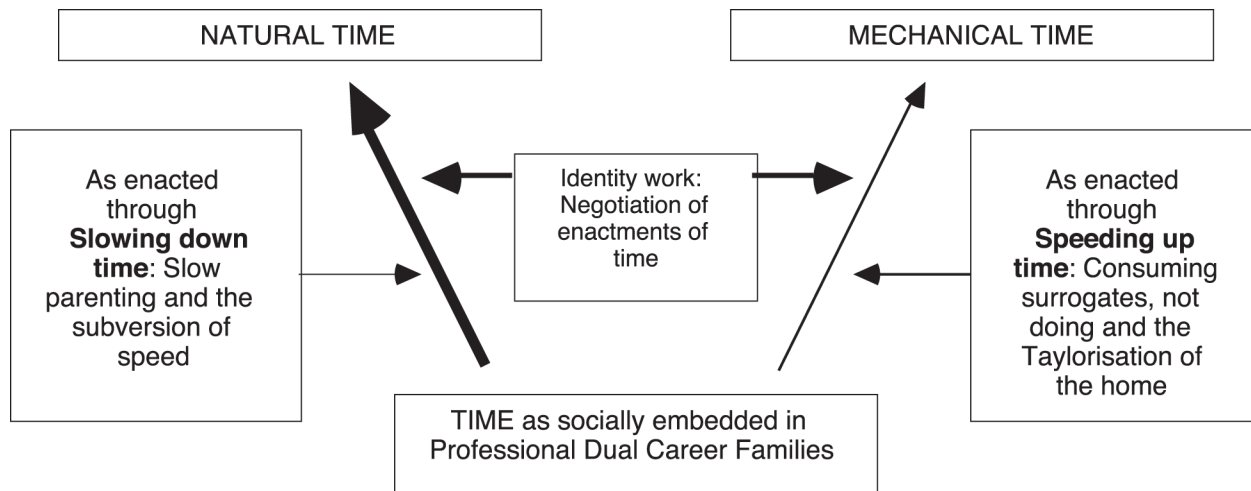 NATURAL TIME
MECHANICAL TIME
As enacted
through
Slowing down
time: Slow
parenting and the
subversion of
speed
Identity work:
Negotiation of
enactments of
time
As enacted
through
Speeding up
time: Consuming
surrogates, not
doing and the
Taylorisation of
the home
TIME as socially embedded in
Professional Dual Career Families